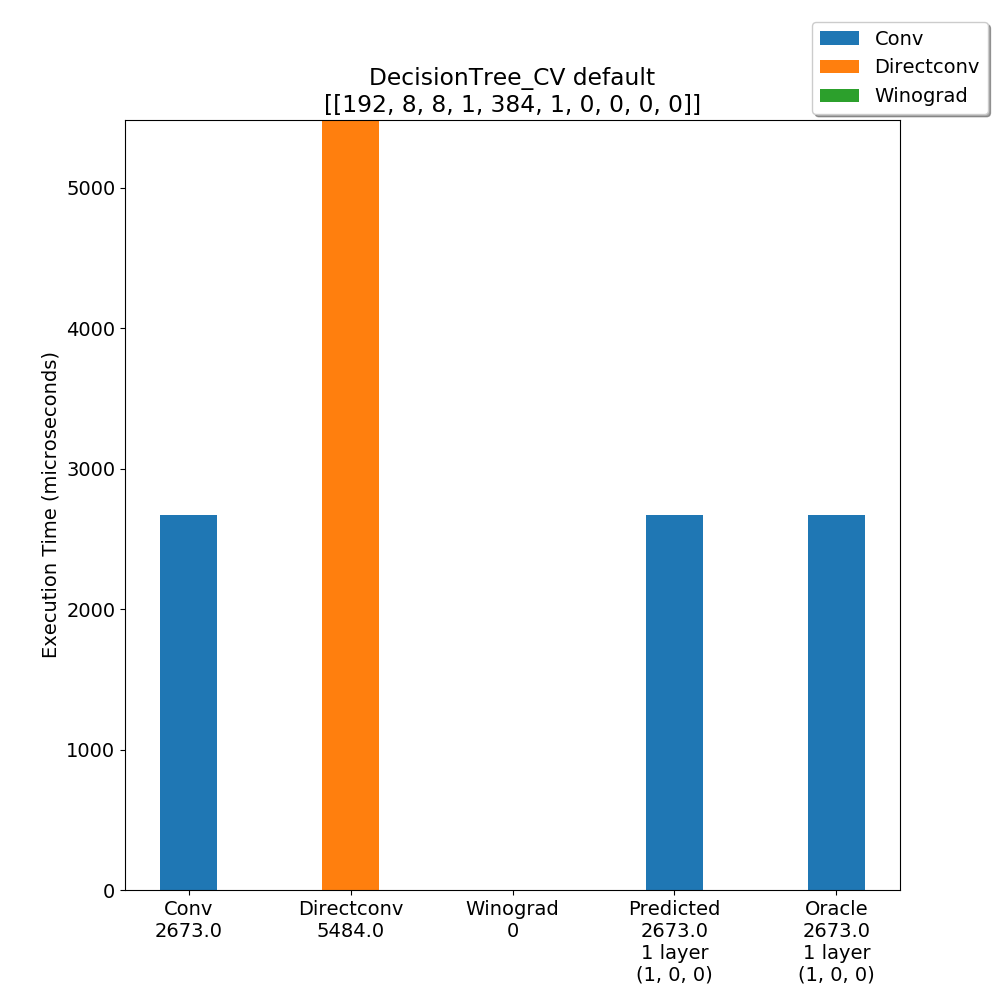 Conv
Directconv
Winograd
DecisionTree_CV default
[[192, 8, 8, 1, 384, 1, 0, 0, 0, 0]]
Execution Time (microseconds)
5000
4000
3000
2000
1000
0
Conv
2673.0
Directconv
5484.0
Winograd
0
Predicted
2673.0
1 layer
(1, 0, 0)
Oracle
2673.0
1 layer
(1, 0, 0)